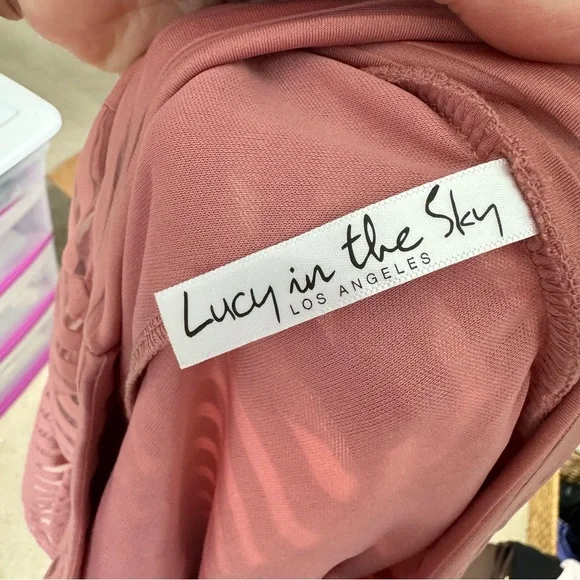 Lucy in the Sky
LOS ANGELES